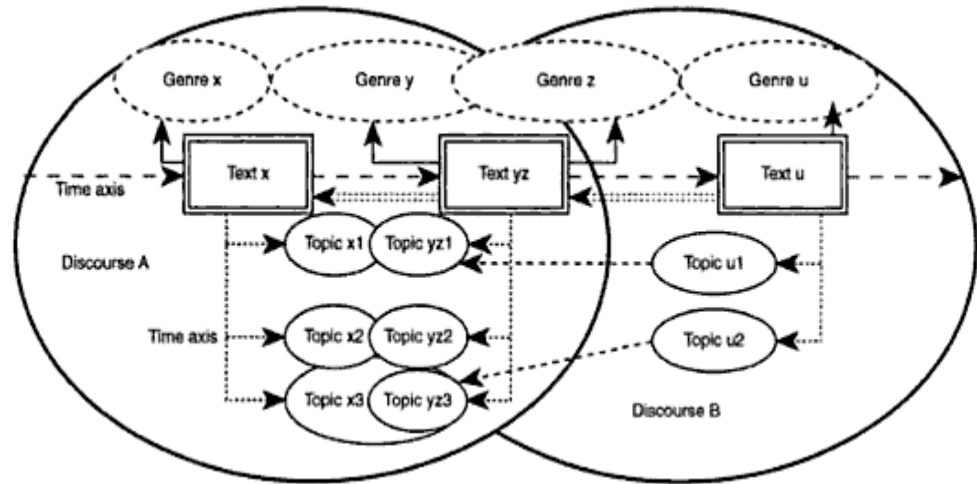 Genre x
Genre y
Genre z
Genre u
Text x
Text yz
Text u
Time axis
Topic x1
Topic yz1
Discourse A
Topic u1
Time axis
Topic x2
Topic yz2
Topic u2
Topic x3
Topic yz3
Discourse B